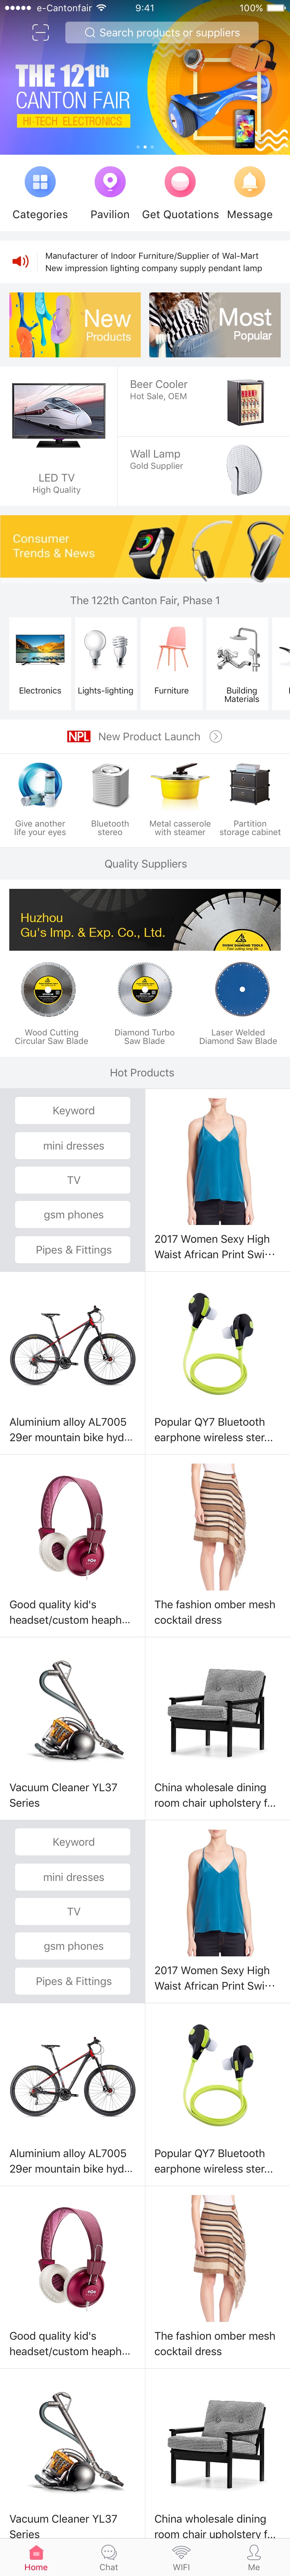 e-Cantonfair 9:41 100%
Search products or suppliers
THE 121th
CANTON FAIR
HI-TECH ELECTRONICS
Categories Pavilion Get Quotations Message
Manufacturer of Indoor Furniture/Supplier of Wal-Mart
New impression lighting company supply pendant lamp
New
Products
Most
Popular
LED TV
High Quality
Beer Cooler
Hot Sale, OEM
Wall Lamp
Gold Supplier
Consumer
Trends & News
The 122th Canton Fair, Phase 1
Electronics Lights-lighting Furniture Building
Materials
NPL New Product Launch
Give another
life your eyes
Bluetooth
stereo
Metal casserole
with steamer
Partition
storage cabinet
Quality Suppliers
Huzhou
Gu's Imp. & Exp. Co., Ltd.
Wood Cutting
Circular Saw Blade
Diamond Turbo
Saw Blade
Laser Welded
Diamond Saw Blade
Hot Products
Keyword
mini dresses
TV
gsm phones
Pipes & Fittings
2017 Women Sexy High
Waist African Print Swi...
Aluminium alloy AL7005
29er mountain bike hyd...
Popular QY7 Bluetooth
earphone wireless ster...
Good quality kid's
headset/custom heaph...
The fashion omber mesh
cocktail dress
Vacuum Cleaner YL37
Series
China wholesale dining
room chair upholstery f...
Keyword
mini dresses
TV
gsm phones
Pipes & Fittings
2017 Women Sexy High
Waist African Print Swi...
Aluminium alloy AL7005
29er mountain bike hyd...
Popular QY7 Bluetooth
earphone wireless ster...
Good quality kid's
headset/custom heaph...
The fashion omber mesh
cocktail dress
Vacuum Cleaner YL37
Series
China wholesale dining
room chair upholstery f...
Home Chat WIFI Me